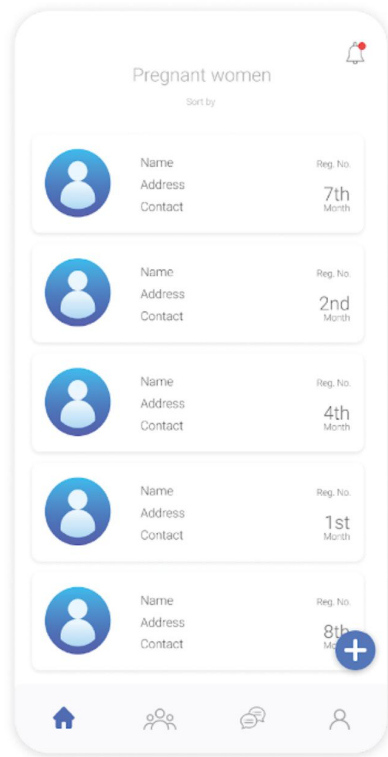 Pregnant women
Sort by
Name
Reg. No.
Address
7th
Contact
Month
Name
Reg. No.
Address
2nd
Contact
Month
Name
Reg. No.
Address
4th
Contact
Month
Name
Reg. No.
Address
1st
Contact
Month
Name
Reg. No.
Address
8th
Contact